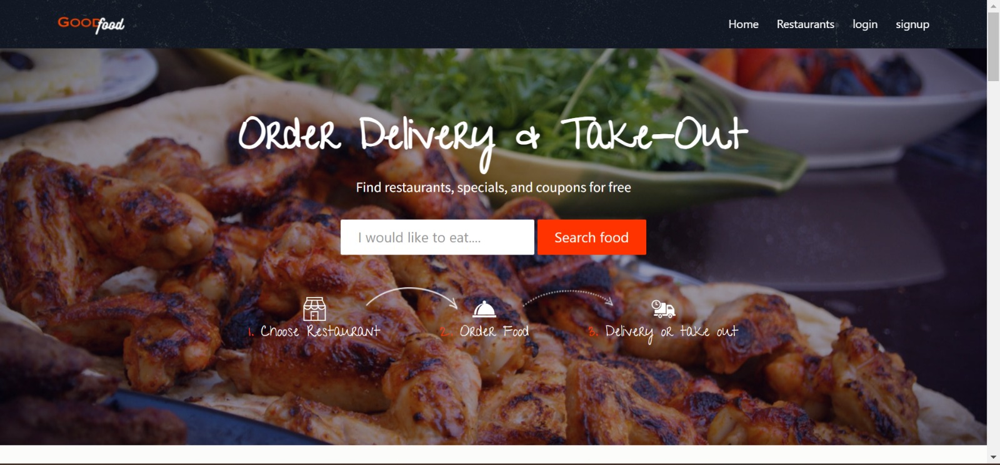 GOODfood
Home Restaurants login signup
Order Delivery & Take-Out
Find restaurants, specials, and coupons for free
I would like to eat....
Search food
1. Choose Restaurant
2. Order Food
3. Delivery or take out